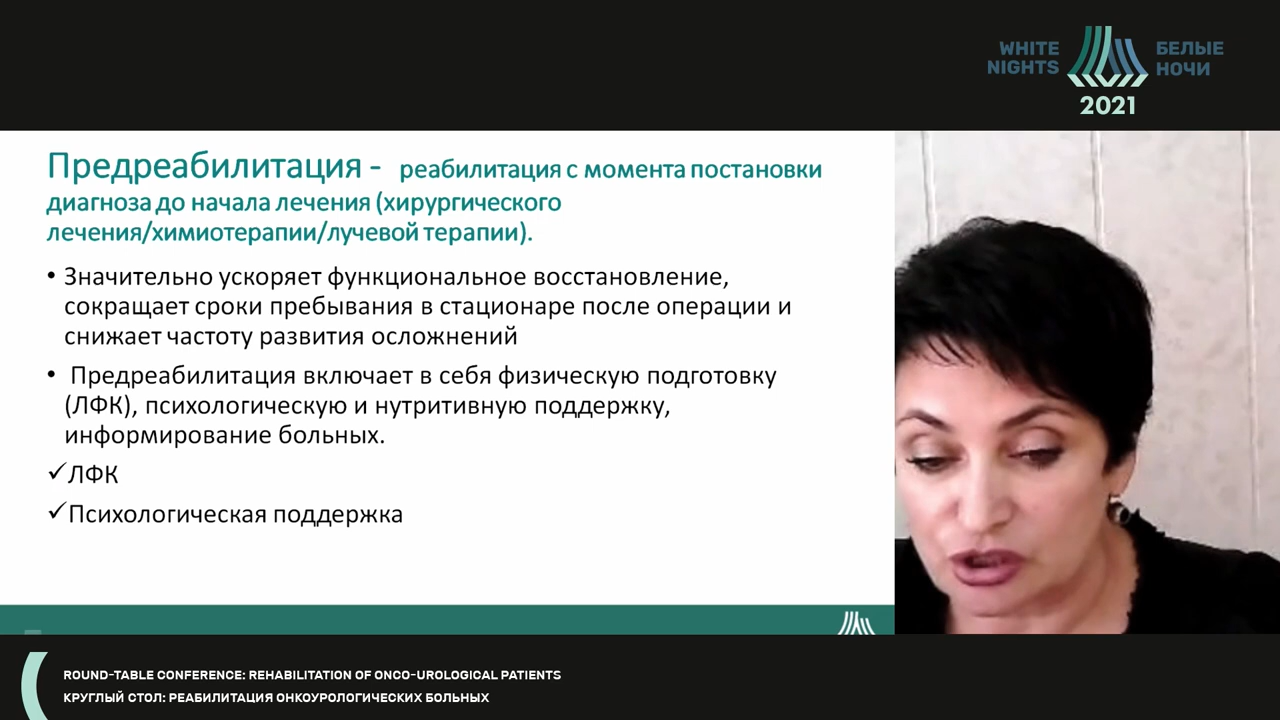 WHITE NIGHTS
БЕЛЫЕ НОЧИ
2021
Предреабилитация - реабилитация с момента постановки
диагноза до начала лечения (хирургического
лечения/химиотерапии/лучевой терапии).
• Значительно ускоряет функциональное восстановление,
сокращает сроки пребывания в стационаре после операции и
снижает частоту развития осложнений
• Предреабилитация включает в себя физическую подготовку
(ЛФК), психологическую и нутритивную поддержку,
информирование больных.
✓ЛФК
✓Психологическая поддержка
ROUND-TABLE CONFERENCE: REHABILITATION OF ONCO-UROLOGICAL PATIENTS
КРУГЛЫЙ СТОЛ: РЕАБИЛИТАЦИЯ ОНКОУРОЛОГИЧЕСКИХ БОЛЬНЫХ